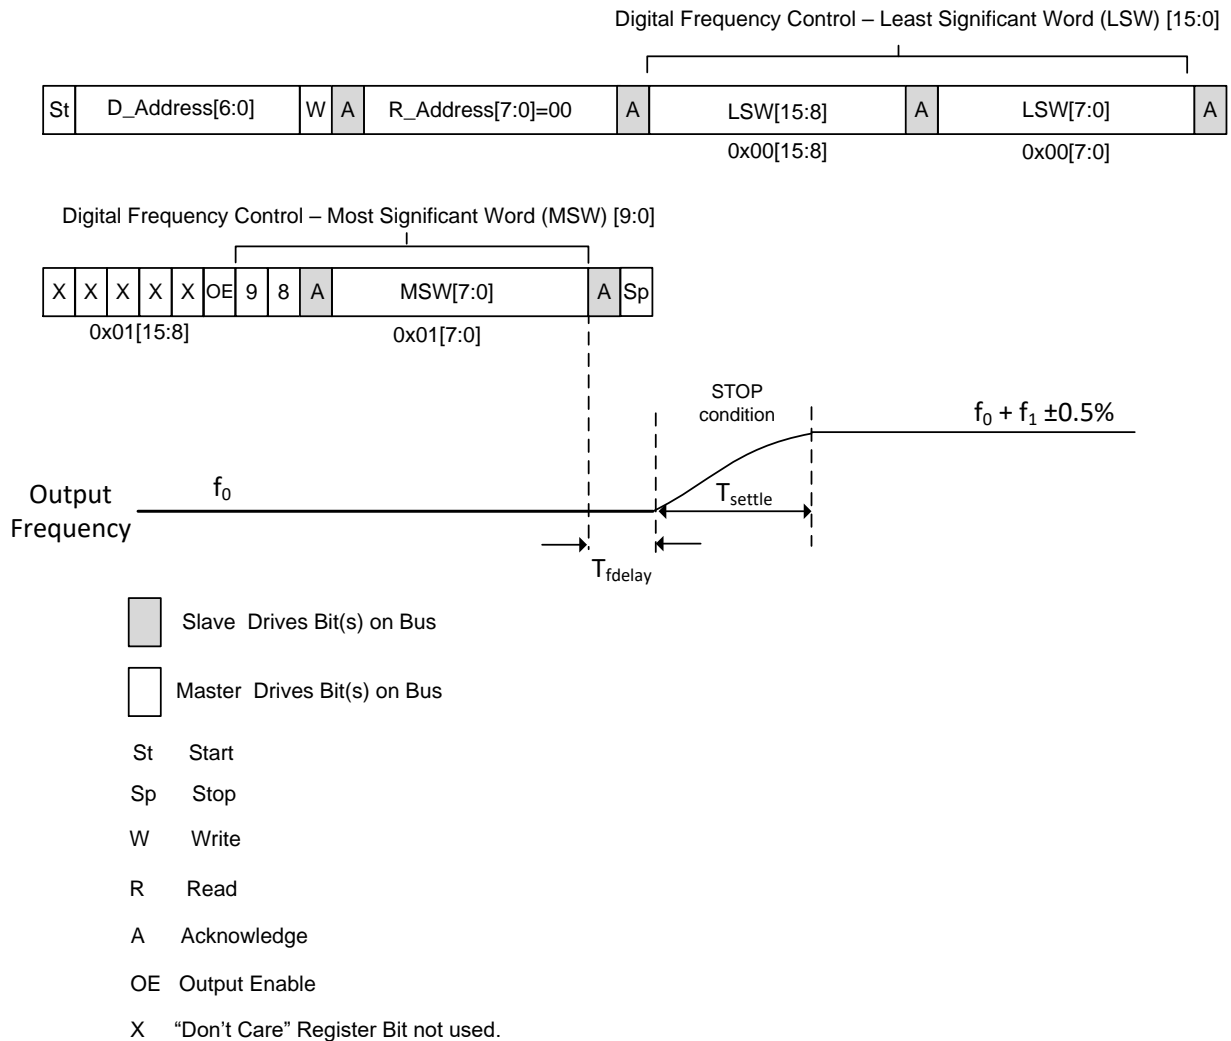 Digital Frequency Control – Least Significant Word (LSW) [15:0]
St D_Address[6:0] W A R_Address[7:0]=00 A LSW[15:8] A LSW[7:0] A
0x00[15:8] 0x00[7:0]
Digital Frequency Control – Most Significant Word (MSW) [9:0]
X X X X X OE 9 8 A MSW[7:0] A Sp
0x01[15:8] 0x01[7:0]
STOP
condition
f₀ + f₁ ±0.5%
f₀
Output
Frequency
Tsettle
Tfdelay
Slave Drives Bit(s) on Bus
Master Drives Bit(s) on Bus
St Start
Sp Stop
W Write
R Read
A Acknowledge
OE Output Enable
X “Don’t Care” Register Bit not used.